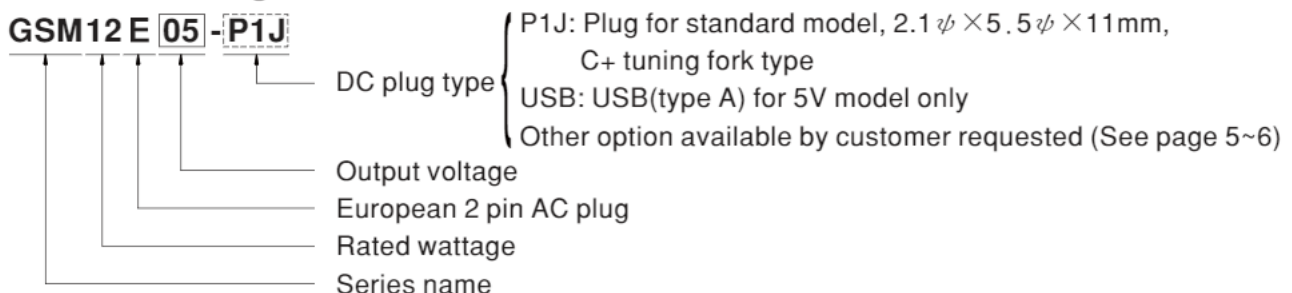 GSM12E05-P1J
P1J: Plug for standard model, 2.1ψ×5.5ψ×11mm,
C+ tuning fork type
DC plug type
USB: USB(type A) for 5V model only
Other option available by customer requested (See page 5~6)
Output voltage
European 2 pin AC plug
Rated wattage
Series name